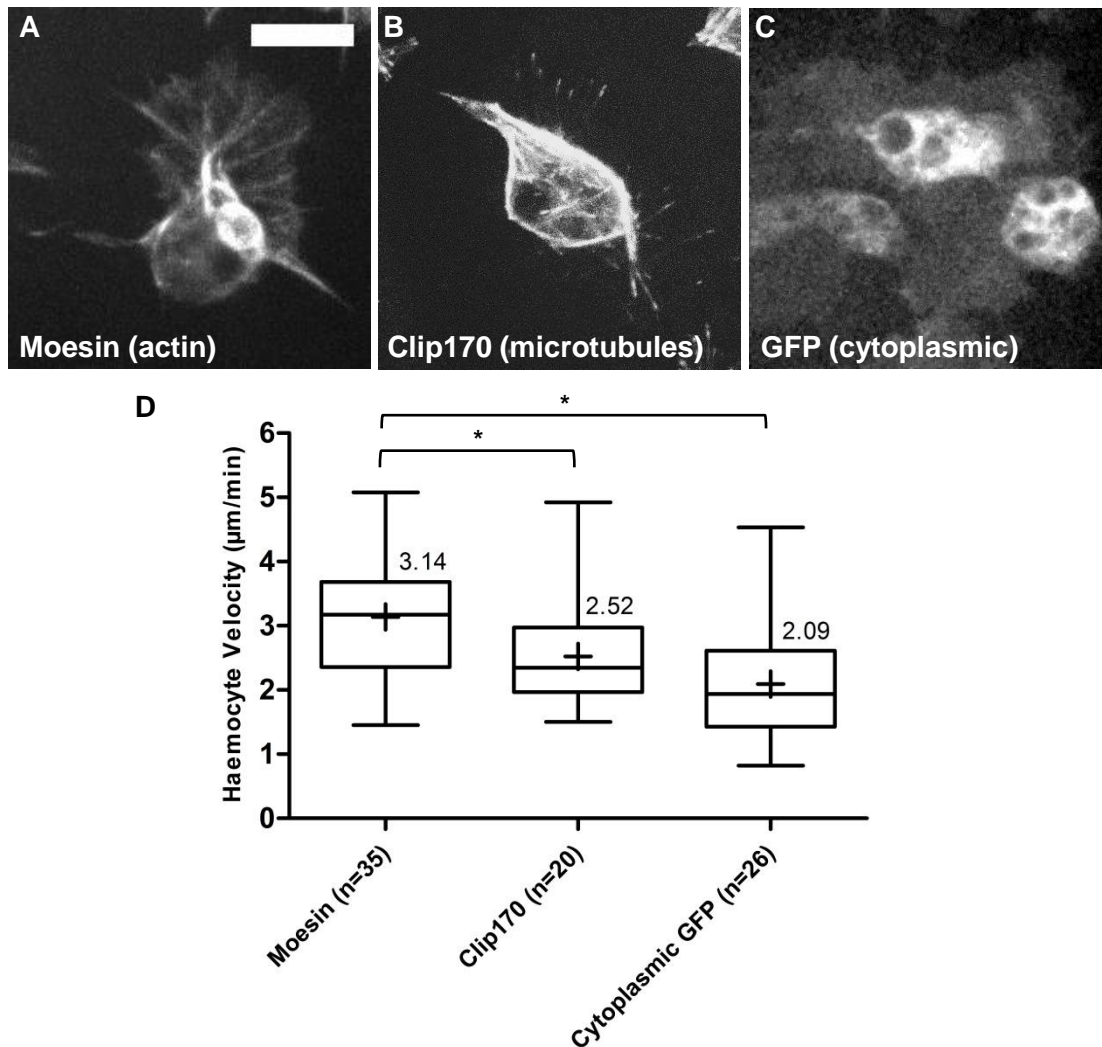 A
B
C
Moesin (actin)
Clip170 (microtubules)
GFP (cytoplasmic)
D
*
*
Haemocyte Velocity (µm/min)
6
5
4
3
2
1
0
3.14
2.52
2.09
Moesin (n=35)
Clip170 (n=20)
Cytoplasmic GFP (n=26)